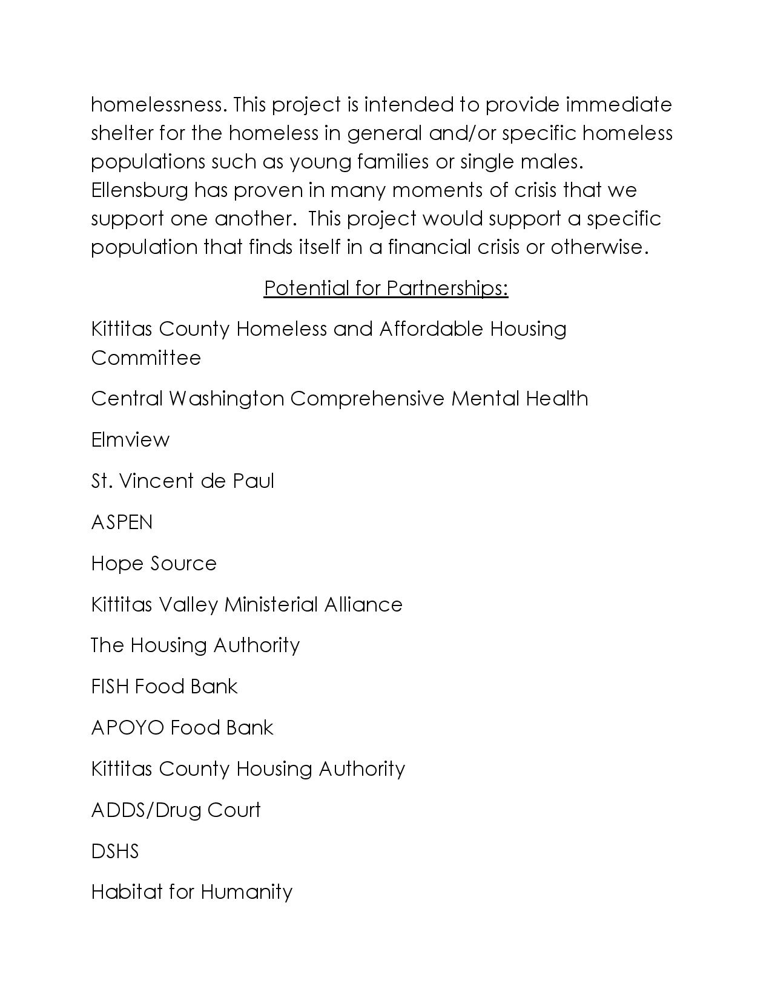 homelessness. This project is intended to provide immediate
shelter for the homeless in general and/or specific homeless
populations such as young families or single males.
Ellensburg has proven in many moments of crisis that we
support one another.  This project would support a specific
population that finds itself in a financial crisis or otherwise.
Potential for Partnerships:
Kittitas County Homeless and Affordable Housing
Committee
Central Washington Comprehensive Mental Health
Elmview
St. Vincent de Paul
ASPEN
Hope Source
Kittitas Valley Ministerial Alliance
The Housing Authority
FISH Food Bank
APOYO Food Bank
Kittitas County Housing Authority
ADDS/Drug Court
DSHS
Habitat for Humanity